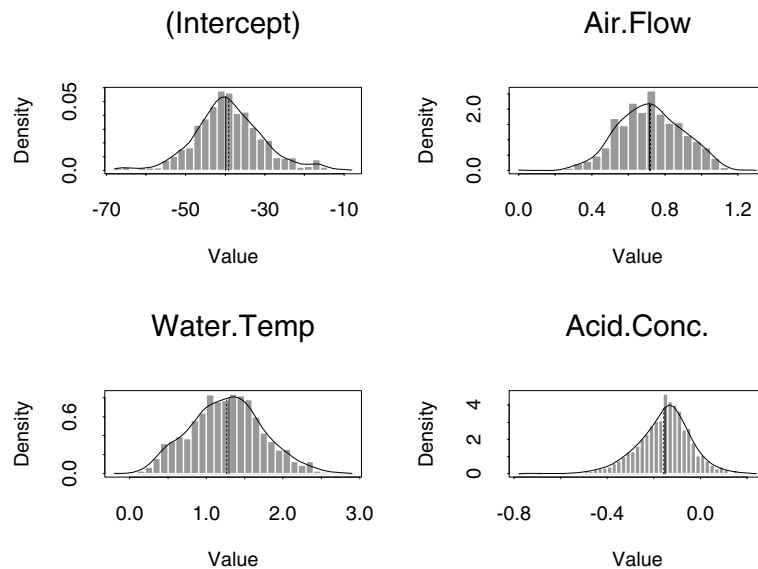 (Intercept)
Density
0.0 0.05
-70 -50 -30 -10
Value
Air.Flow
Density
0.0 2.0
0.0 0.4 0.8 1.2
Value
Water.Temp
Density
0.0 0.6
0.0 1.0 2.0 3.0
Value
Acid.Conc.
Density
0 2 4
-0.8 -0.4 0.0
Value